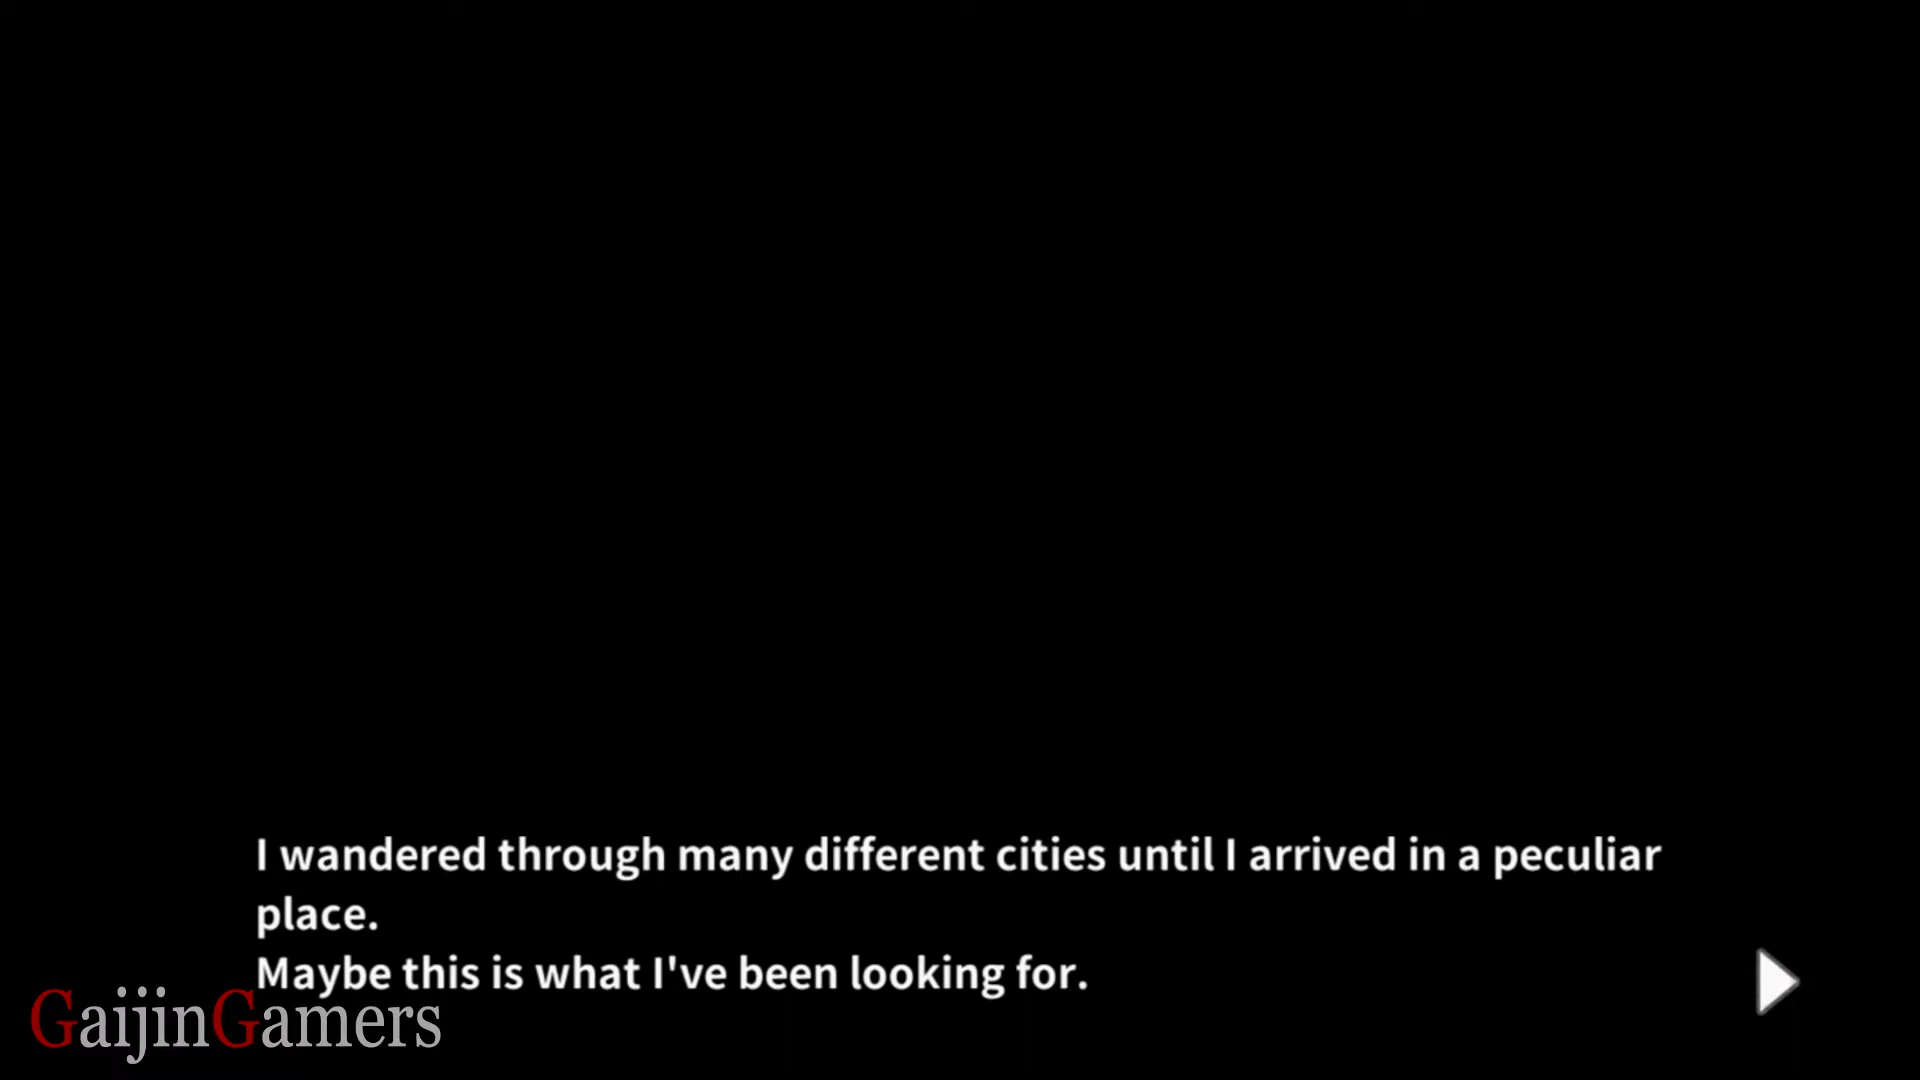 I wandered through many different cities until I arrived in a peculiar
place.
Maybe this is what I've been looking for.
GaijinGamers